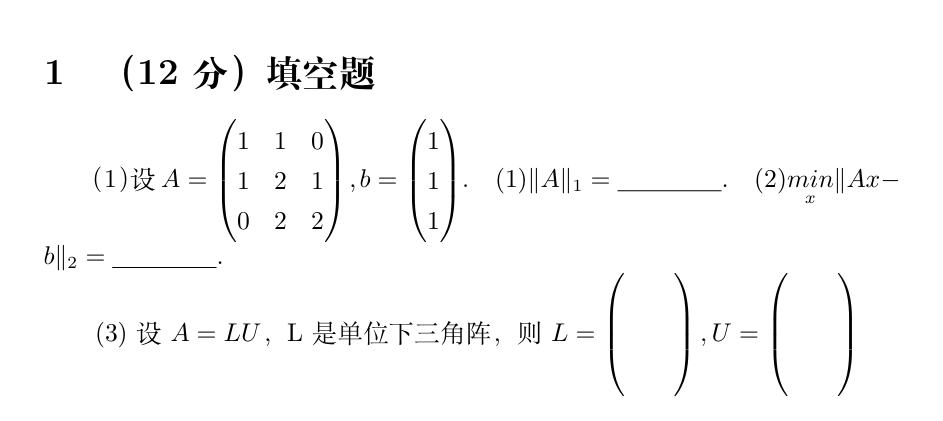 1 （12 分）填空题
(1)设 $A = \begin{pmatrix} 1 & 1 & 0 \\ 1 & 2 & 1 \\ 0 & 2 & 2 \end{pmatrix}, b = \begin{pmatrix} 1 \\ 1 \\ 1 \end{pmatrix}$. (1)$\|A\|_1 =$ ________. (2)$\underset{x}{min}\|Ax-$
$b\|_2 =$ ________.
(3) 设 $A = LU$，L 是单位下三角阵，则 $L = \begin{pmatrix} & \\ & \end{pmatrix}, U = \begin{pmatrix} & \\ & \end{pmatrix}$